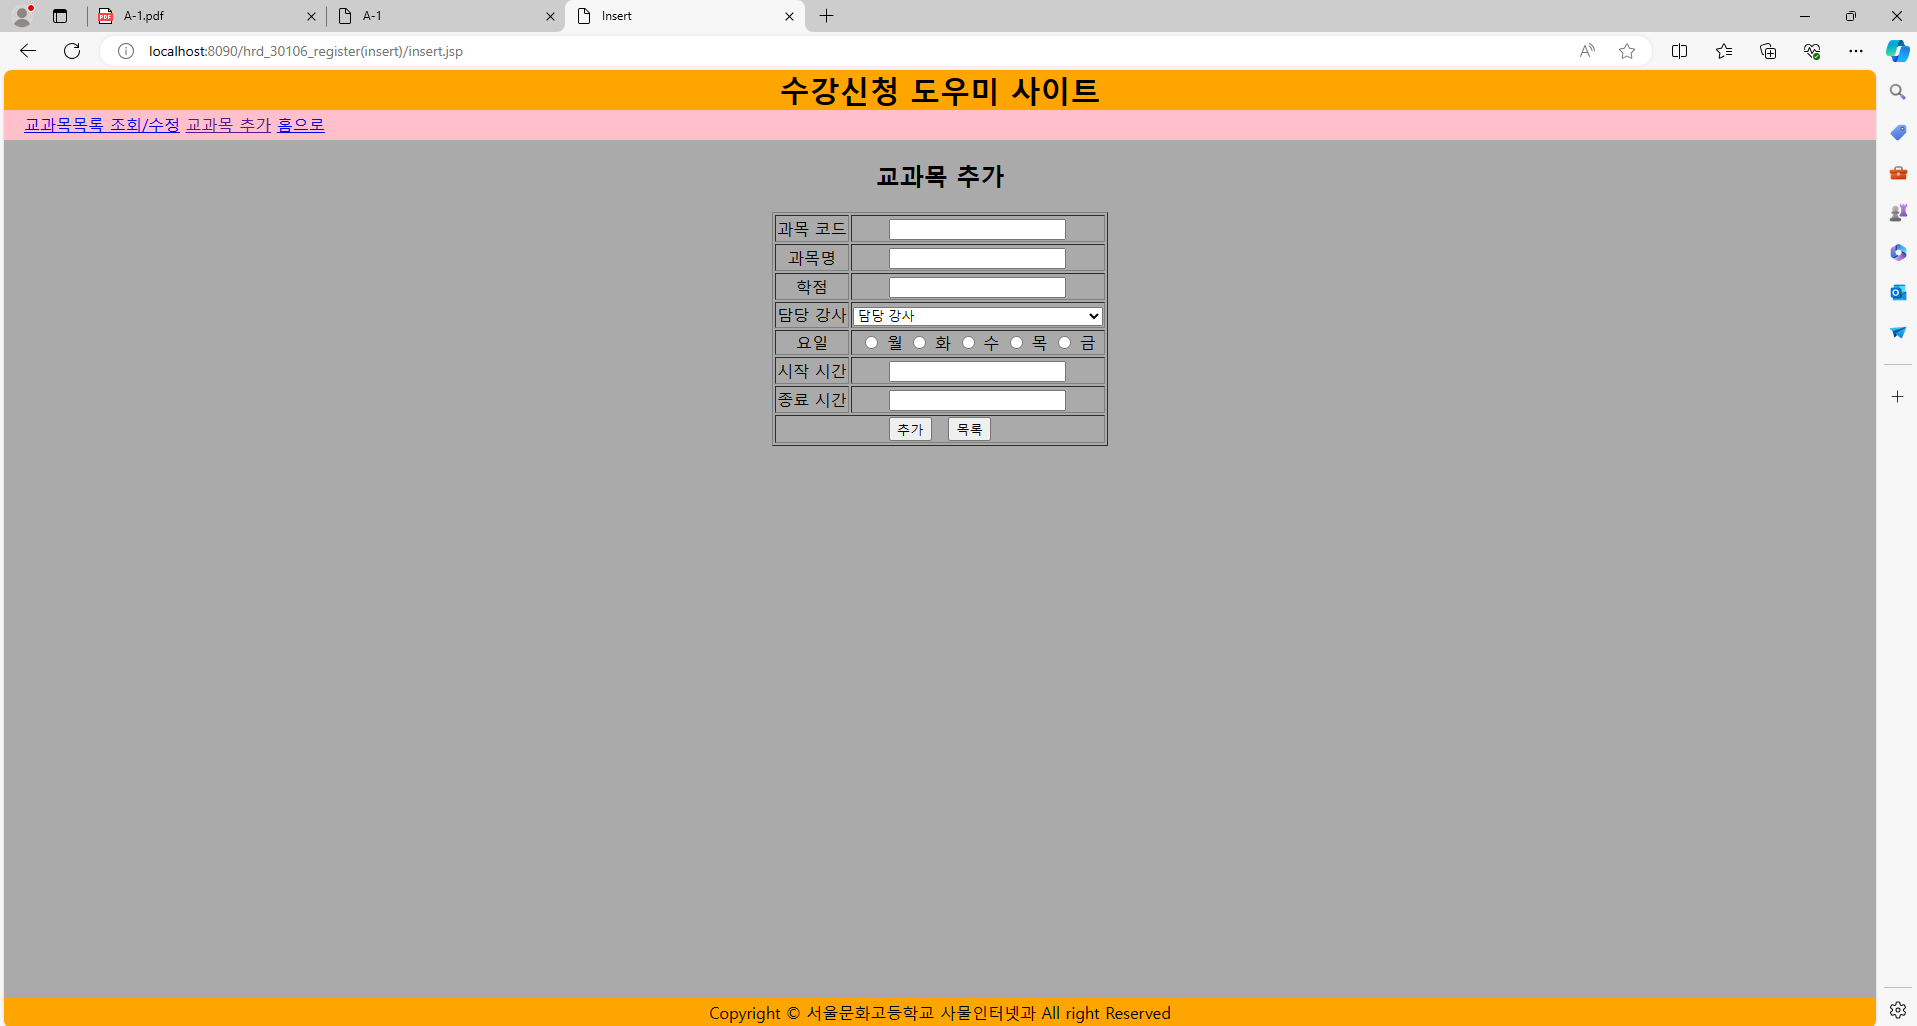 A-1.pdf
A-1
Insert
localhost:8090/hrd_30106_register(insert)/insert.jsp
수강신청 도우미 사이트
교과목목록 조회/수정 교과목 추가 홈으로
교과목 추가
과목 코드
과목명
학점
담당 강사 담당 강사
요일 월 화 수 목 금
시작 시간
종료 시간
추가 목록
Copyright © 서울문화고등학교 사물인터넷과 All right Reserved